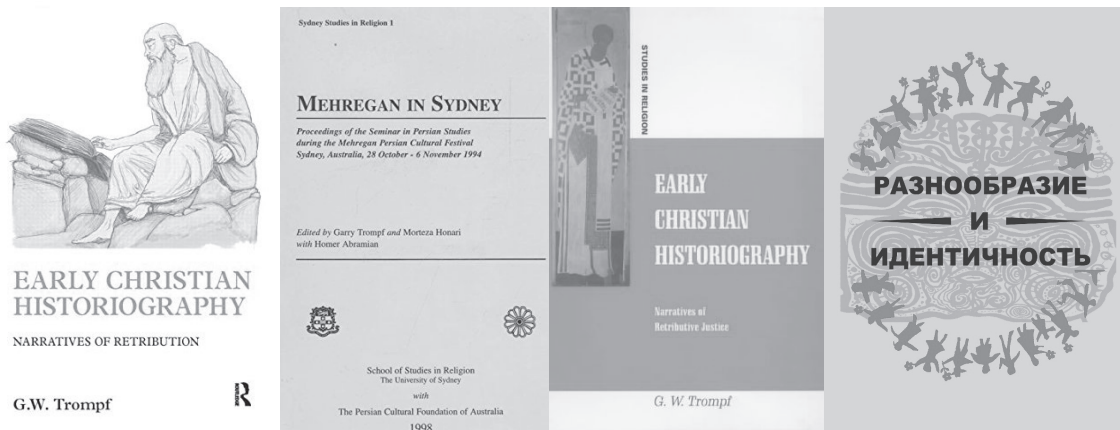 EARLY CHRISTIAN
HISTORIOGRAPHY
NARRATIVES OF RETRIBUTION
G.W. Trompf
R
Sydney Studies in Religion 1
MEHREGAN IN SYDNEY
Proceedings of the Seminar in Persian Studies
during the Mehregan Persian Cultural Festival
Sydney, Australia, 28 October - 6 November 1994
Edited by Garry Trompf and Morteza Honari
with Homer Abramian
School of Studies in Religion
The University of Sydney
with
The Persian Cultural Foundation of Australia
1998
STUDIES IN RELIGION
EARLY
CHRISTIAN
HISTORIOGRAPHY
Narratives of
Retributive Justice
G. W. Trompf
РАЗНООБРАЗИЕ
И
ИДЕНТИЧНОСТЬ